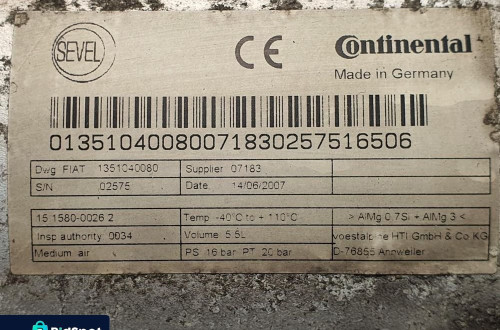 SEVEL CE Continental
Made in Germany
01351040080071830257516506
Dwg FIAT 1351040080 Supplier 07183
S/N 02575 Date 14/06/2007
15 1580-0026 2 Temp -40°C to +110°C > AlMg 0.7Si + AlMg 3 <
Insp authority 0034 Volume 5.5L voestalpine HTI GmbH & Co KG
Medium air PS 16 bar PT 20 bar D-76855 Annweiler
BidSpot